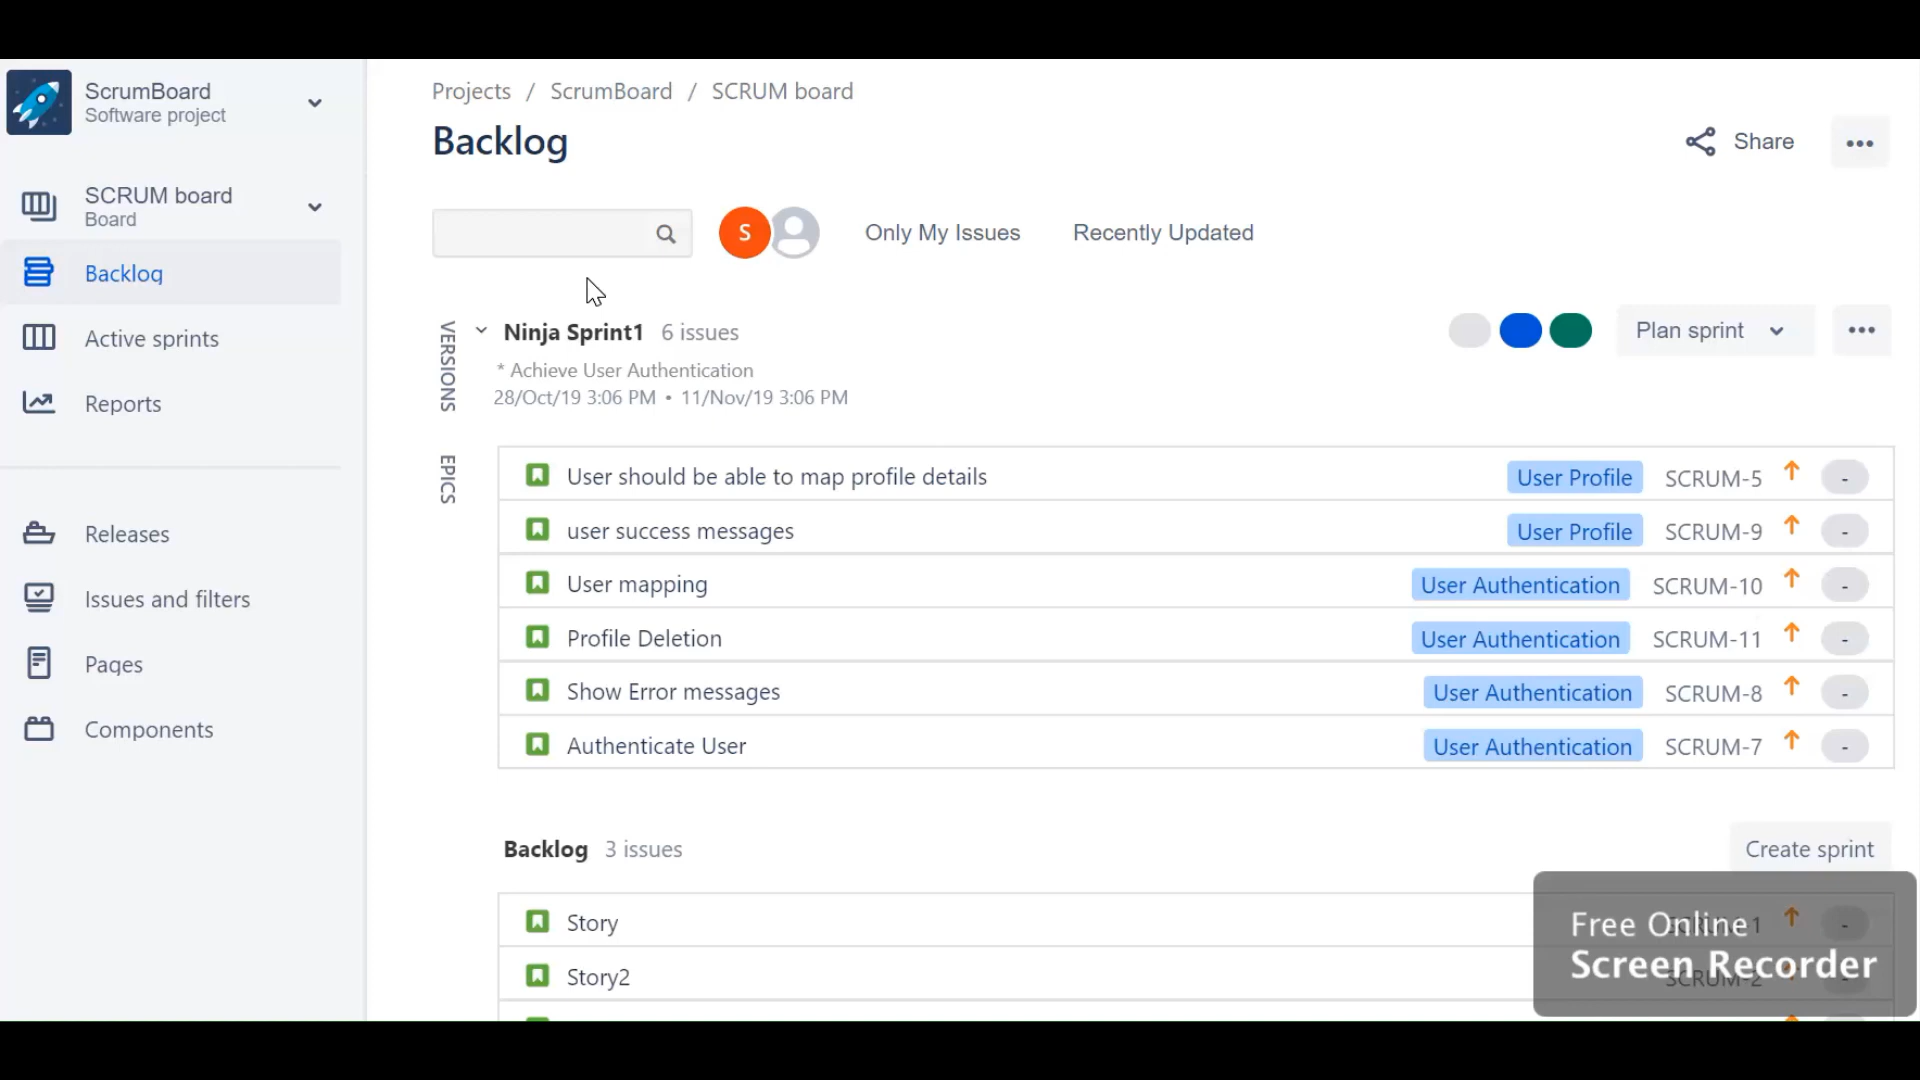 ScrumBoard
Software project
SCRUM board
Board
Backlog
Active sprints
Reports
Releases
Issues and filters
Pages
Components
Projects / ScrumBoard / SCRUM board
Backlog
Share
S
Only My Issues
Recently Updated
VERSIONS
EPICS
Ninja Sprint1 6 issues
Plan sprint
* Achieve User Authentication
28/Oct/19 3:06 PM • 11/Nov/19 3:06 PM
User should be able to map profile details User Profile SCRUM-5 -
user success messages User Profile SCRUM-9 -
User mapping User Authentication SCRUM-10 -
Profile Deletion User Authentication SCRUM-11 -
Show Error messages User Authentication SCRUM-8 -
Authenticate User User Authentication SCRUM-7 -
Backlog 3 issues
Create sprint
Story SCRUM-1 -
Story2 SCRUM-2
Free Online
Screen Recorder